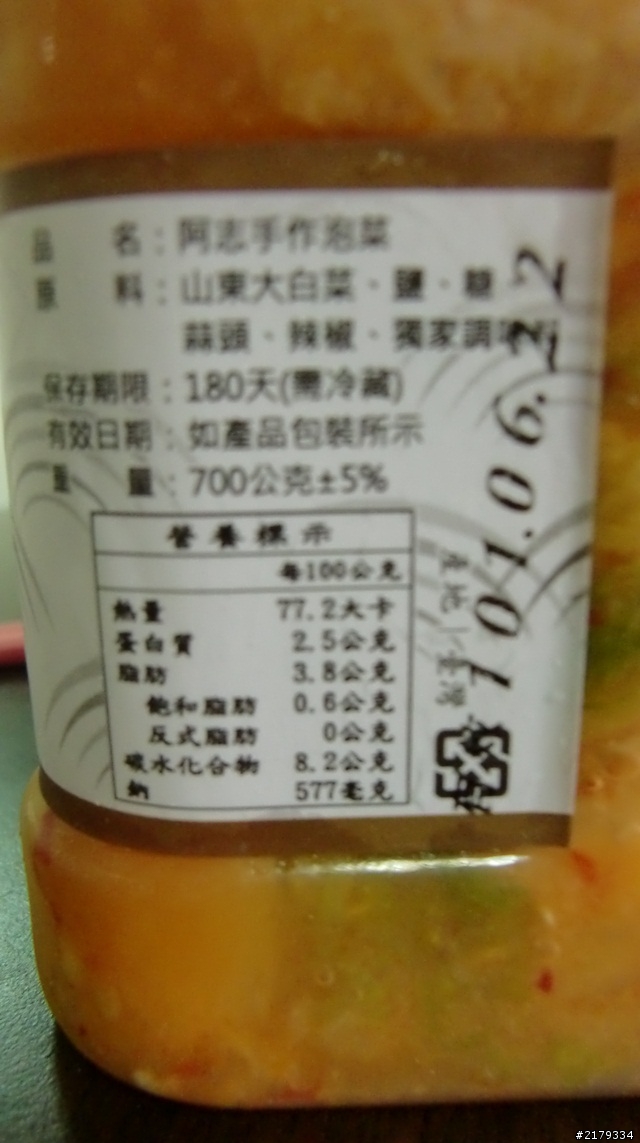 品 名：阿志手作泡菜
原 料：山東大白菜、鹽、糖
蒜頭、辣椒、獨家調
保存期限：180天(需冷藏)
有效日期：如產品包裝所示
重 量：700公克±5%
營養標示
每100公克
熱量 77.2大卡
蛋白質 2.5公克
脂肪 3.8公克
飽和脂肪 0.6公克
反式脂肪 0公克
碳水化合物 8.2公克
鈉 577毫克
產地／臺灣
101.06.22
#2179334